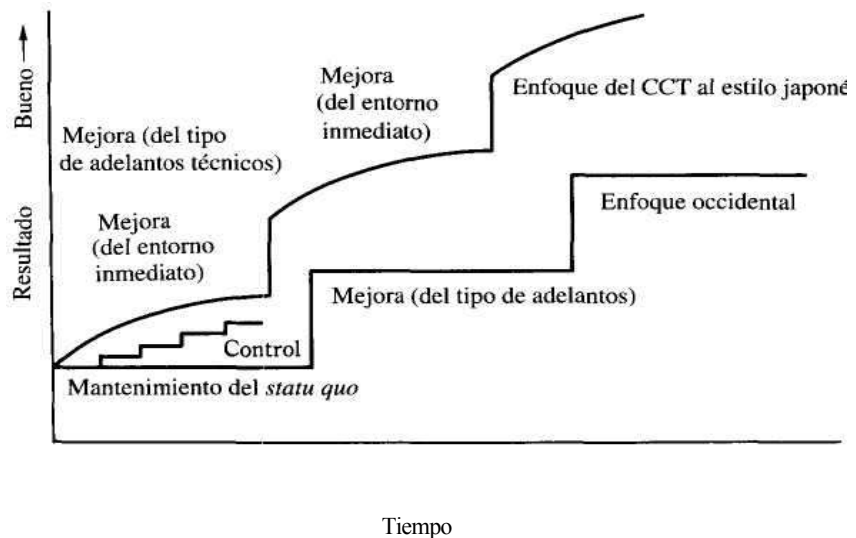 Bueno
Resultado
Mejora
(del entorno
inmediato)
Enfoque del CCT al estilo japoné
Mejora (del tipo
de adelantos técnicos)
Enfoque occidental
Mejora
(del entorno
inmediato)
Mejora (del tipo de adelantos)
Control
Mantenimiento del statu quo
Tiempo